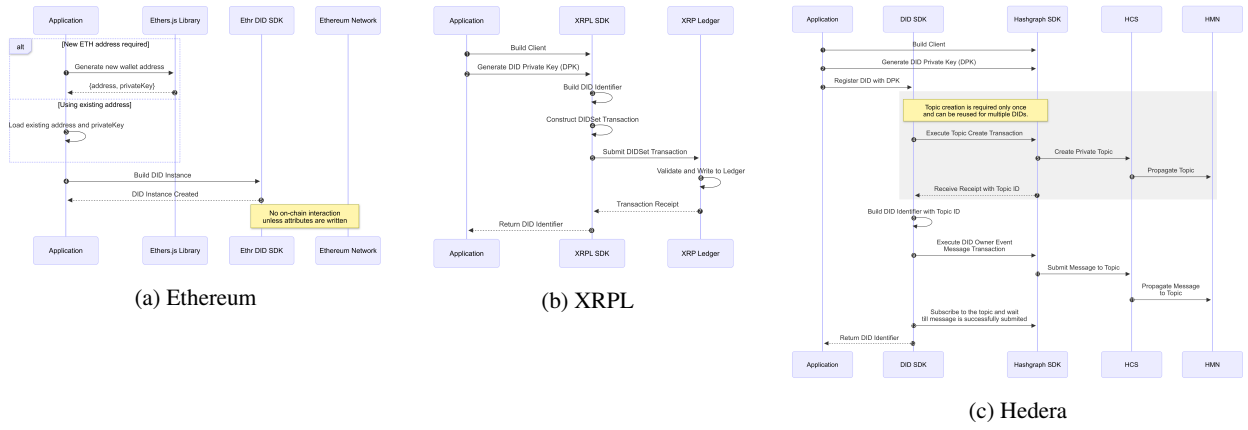 Application
Ethers.js Library
Ethr DID SDK
Ethereum Network
alt
[New ETH address required]
Generate new wallet address
{address, privateKey}
[Using existing address]
Load existing address and privateKey
Build DID Instance
DID Instance Created
No on-chain interaction
unless attributes are written
Application
Ethers.js Library
Ethr DID SDK
Ethereum Network
(a) Ethereum
Application
XRPL SDK
XRP Ledger
Build Client
Generate DID Private Key (DPK)
Build DID Identifier
Construct DIDSet Transaction
Submit DIDSet Transaction
Validate and Write to Ledger
Transaction Receipt
Return DID Identifier
Application
XRPL SDK
XRP Ledger
(b) XRPL
Application
DID SDK
Hashgraph SDK
HCS
HMN
Build Client
Generate DID Private Key (DPK)
Register DID with DPK
Topic creation is required only once
and can be reused for multiple DIDs.
Execute Topic Create Transaction
Create Private Topic
Propagate Topic
Receive Receipt with Topic ID
Build DID Identifier with Topic ID
Execute DID Owner Event
Message Transaction
Submit Message to Topic
Propagate Message
to Topic
Subscribe to the topic and wait
till message is successfully submited
Return DID Identifier
Application
DID SDK
Hashgraph SDK
HCS
HMN
(c) Hedera